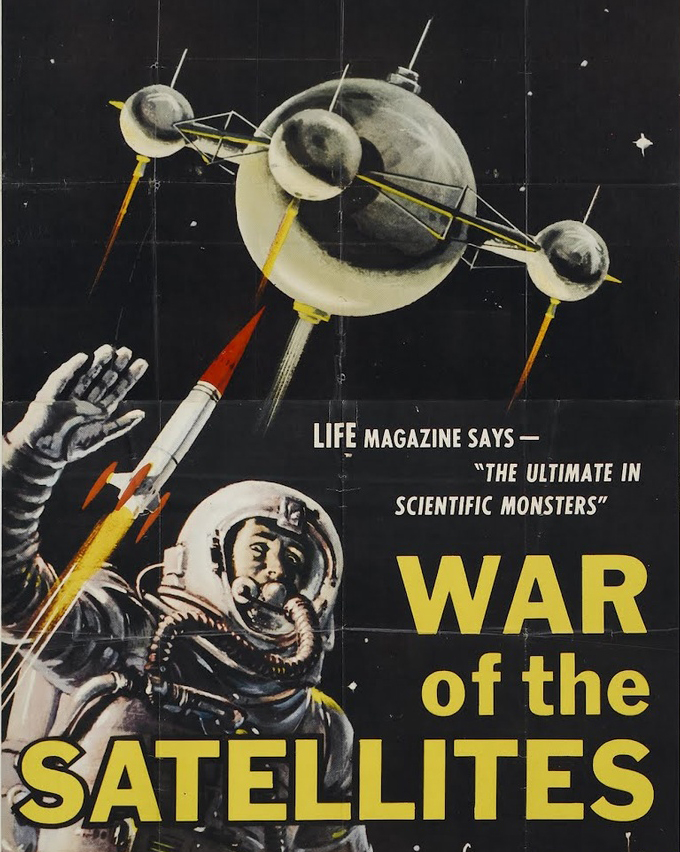 LIFE MAGAZINE SAYS —
"THE ULTIMATE IN
SCIENTIFIC MONSTERS"
WAR
of the
SATELLITES